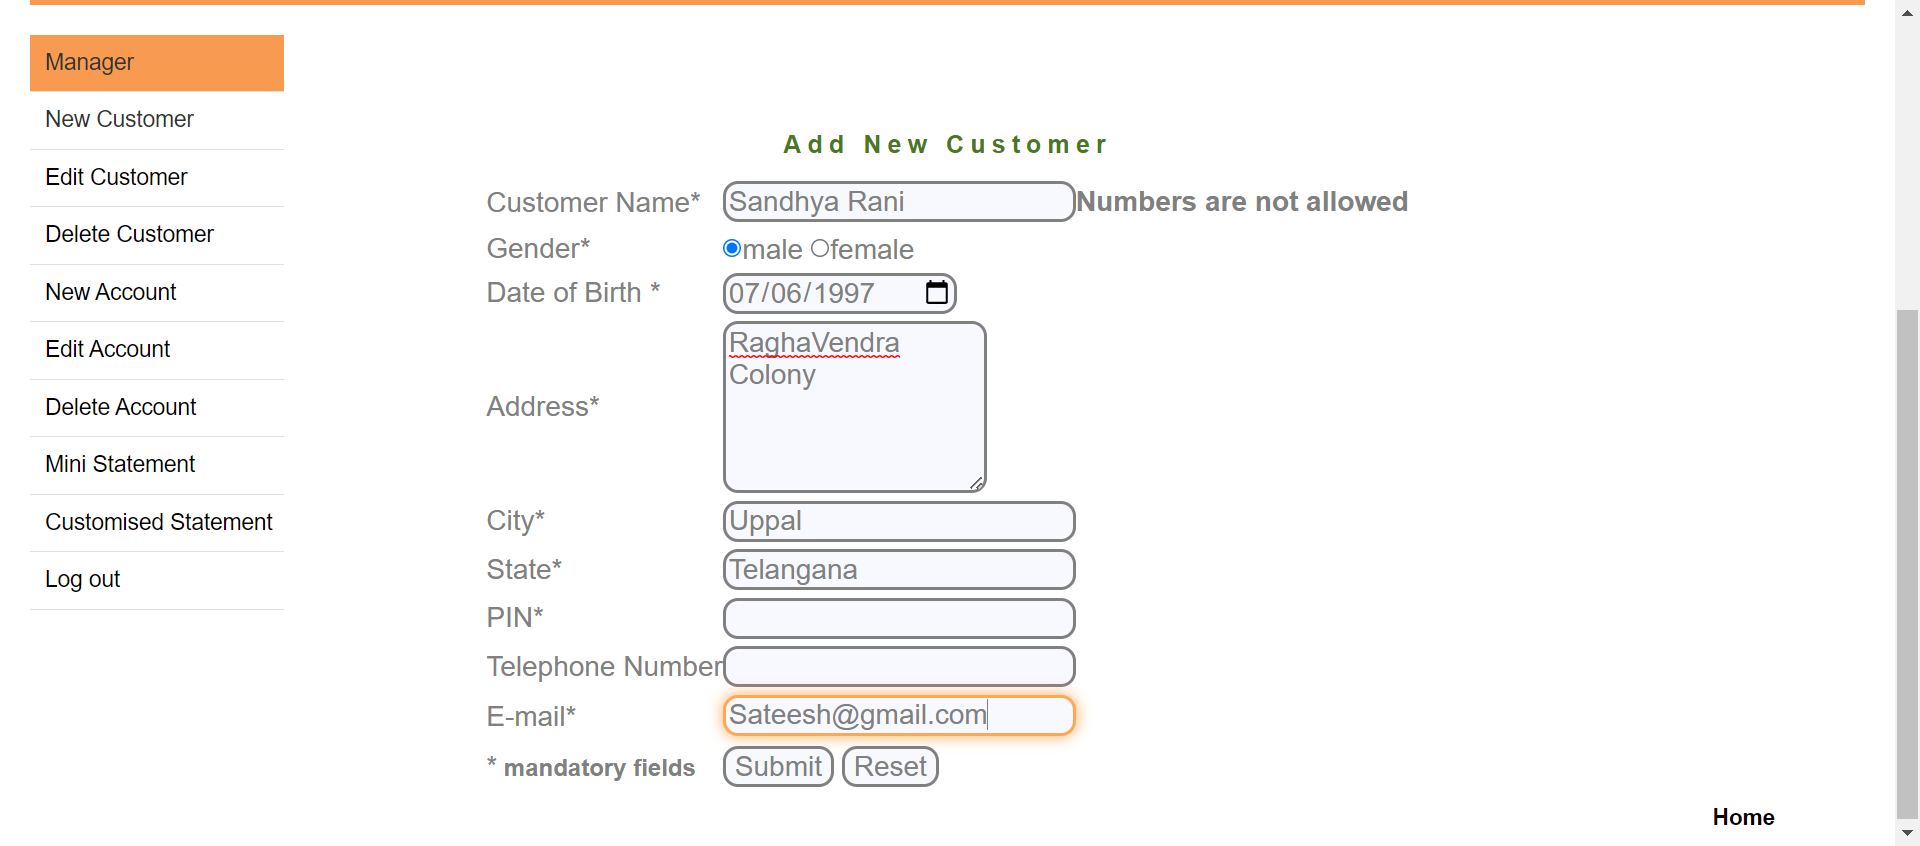 Manager
New Customer
Edit Customer
Delete Customer
New Account
Edit Account
Delete Account
Mini Statement
Customised Statement
Log out
Add New Customer
Customer Name* Sandhya Rani Numbers are not allowed
Gender* male female
Date of Birth * 07/06/1997
Address* RaghaVendra
Colony
City* Uppal
State* Telangana
PIN*
Telephone Number
E-mail* Sateesh@gmail.com
* mandatory fields Submit Reset
Home